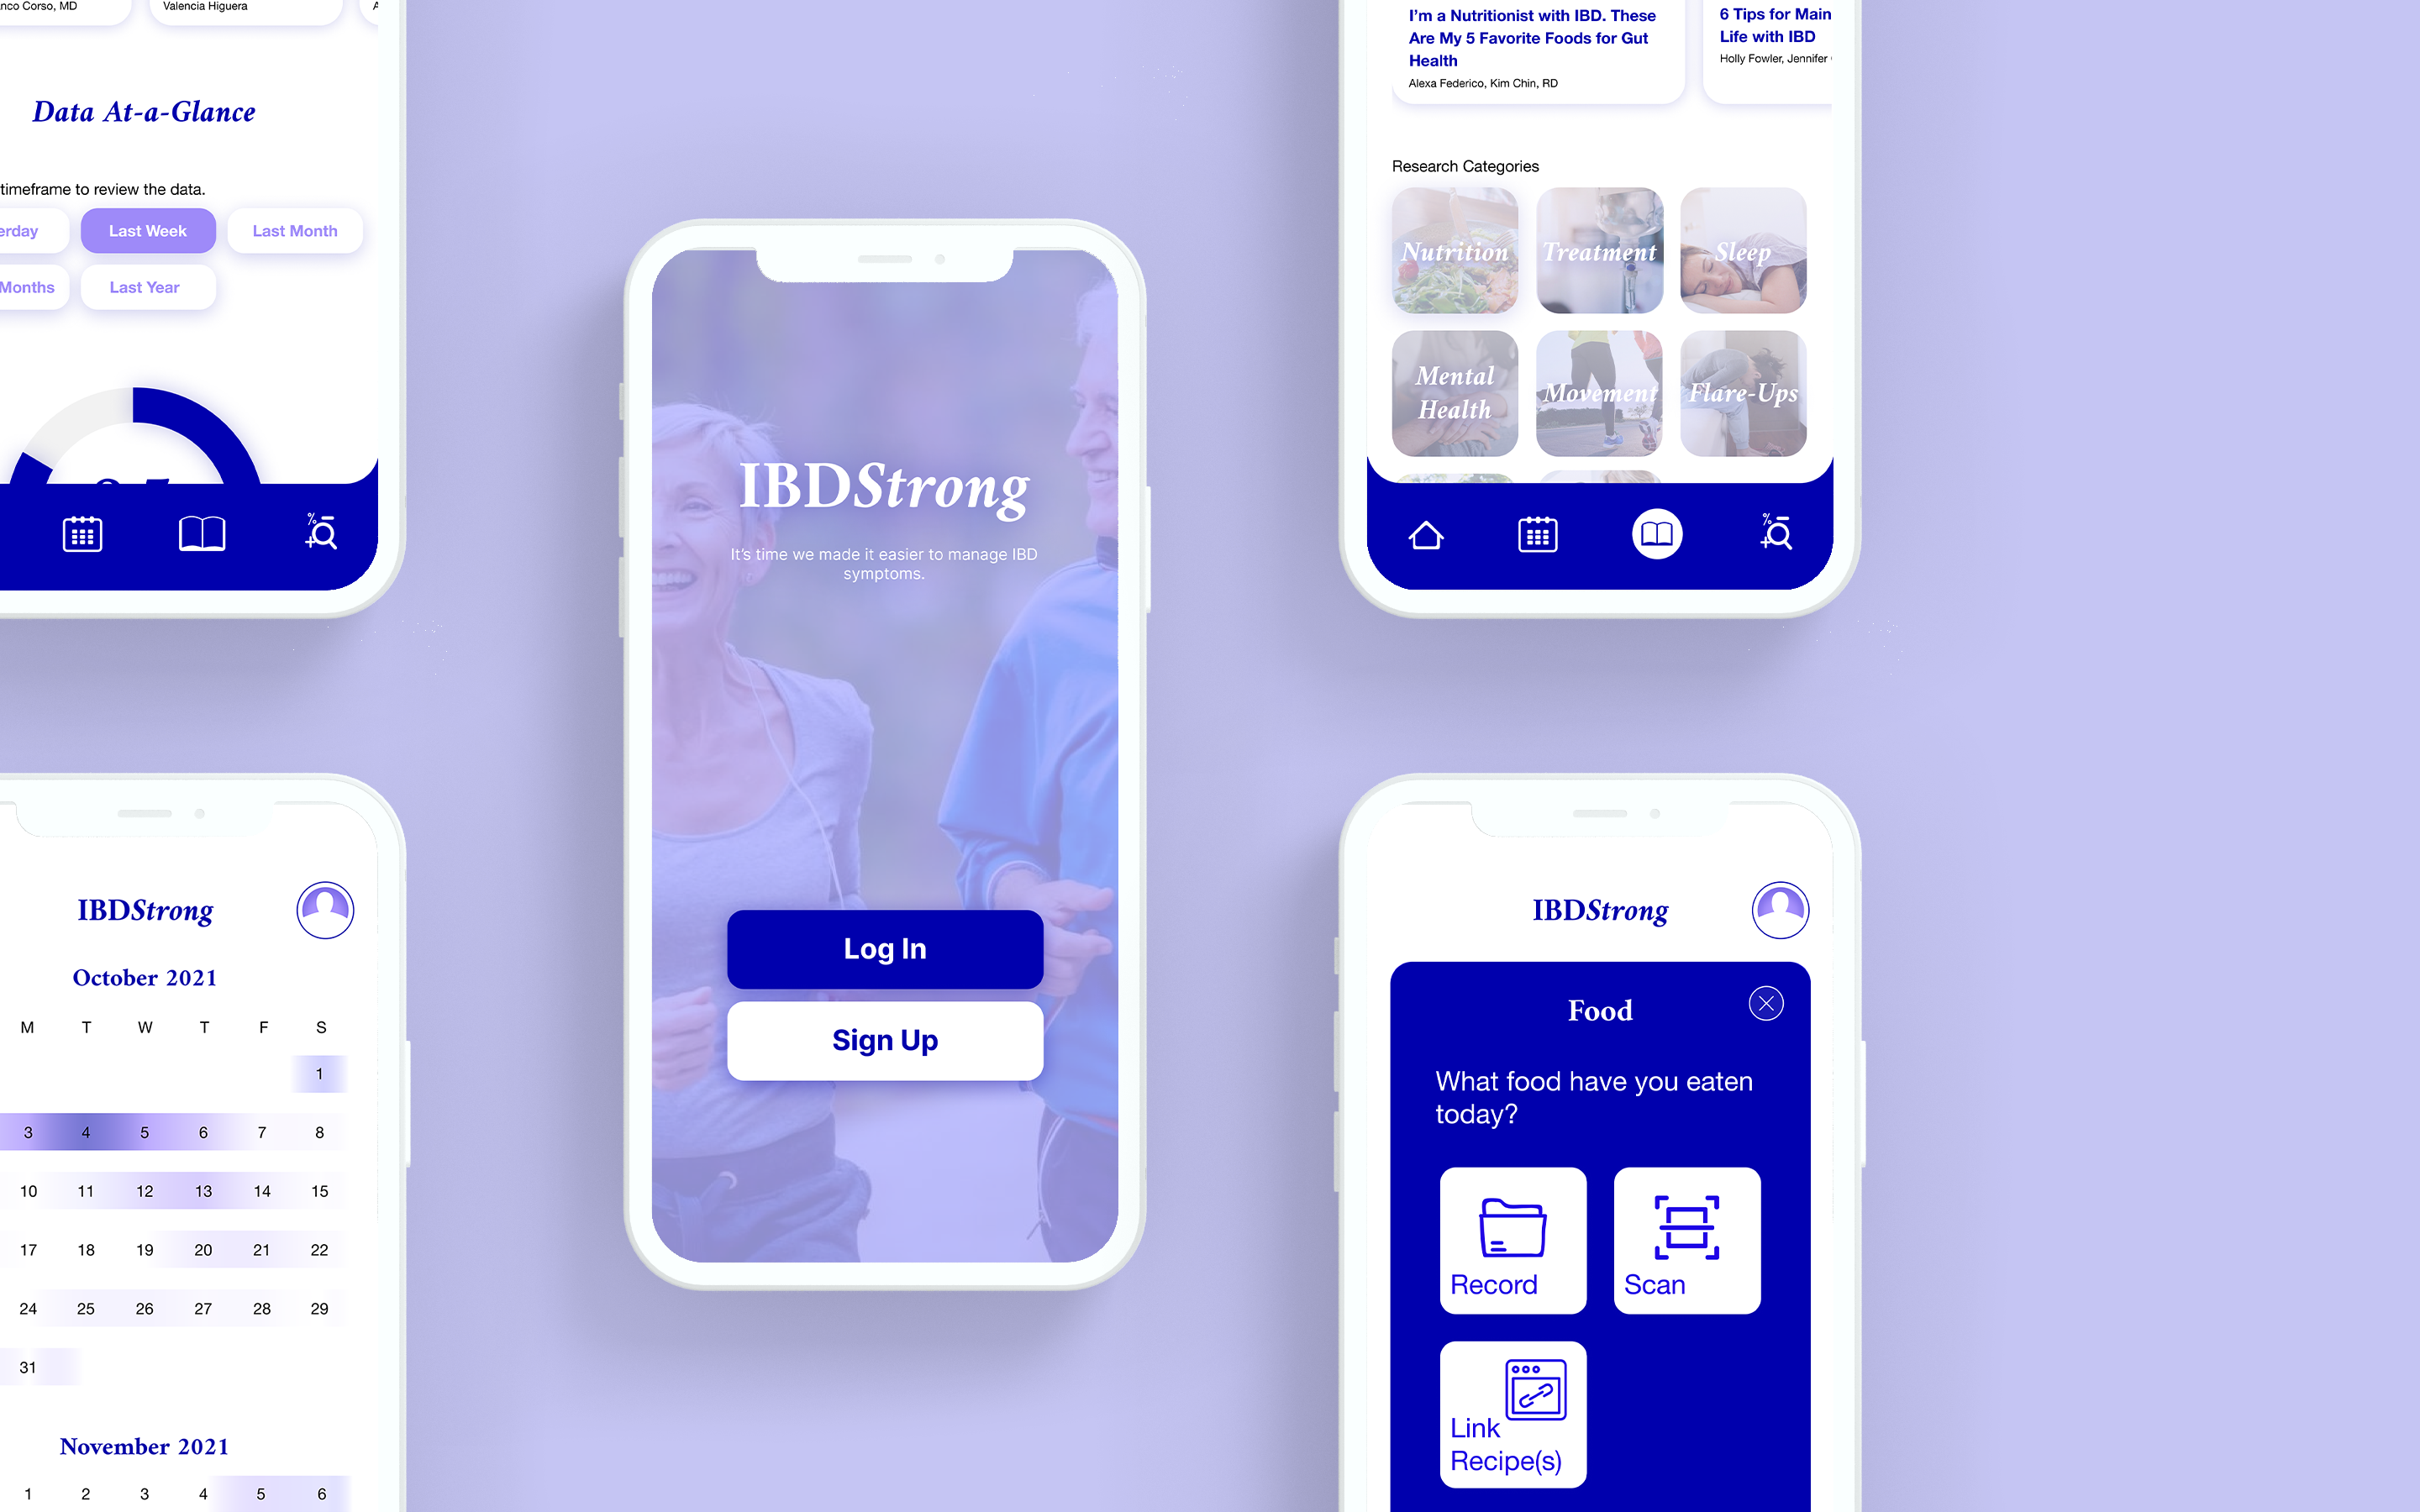 nco Corso, MD
Valencia Higuera
A
Data At-a-Glance
timeframe to review the data.
erday
Last Week
Last Month
Months
Last Year
IBDStrong
October 2021
M T W T F S
1
3 4 5 6 7 8
10 11 12 13 14 15
17 18 19 20 21 22
24 25 26 27 28 29
31
November 2021
1 2 3 4 5 6
IBDStrong
It's time we made it easier to manage IBD
symptoms.
Log In
Sign Up
I'm a Nutritionist with IBD. These
Are My 5 Favorite Foods for Gut
Health
Alexa Federico, Kim Chin, RD
6 Tips for Main
Life with IBD
Holly Fowler, Jennifer
Research Categories
Nutrition
Treatment
Sleep
Mental
Health
Movement
Flare-Ups
IBDStrong
Food
What food have you eaten
today?
Record
Scan
Link
Recipe(s)